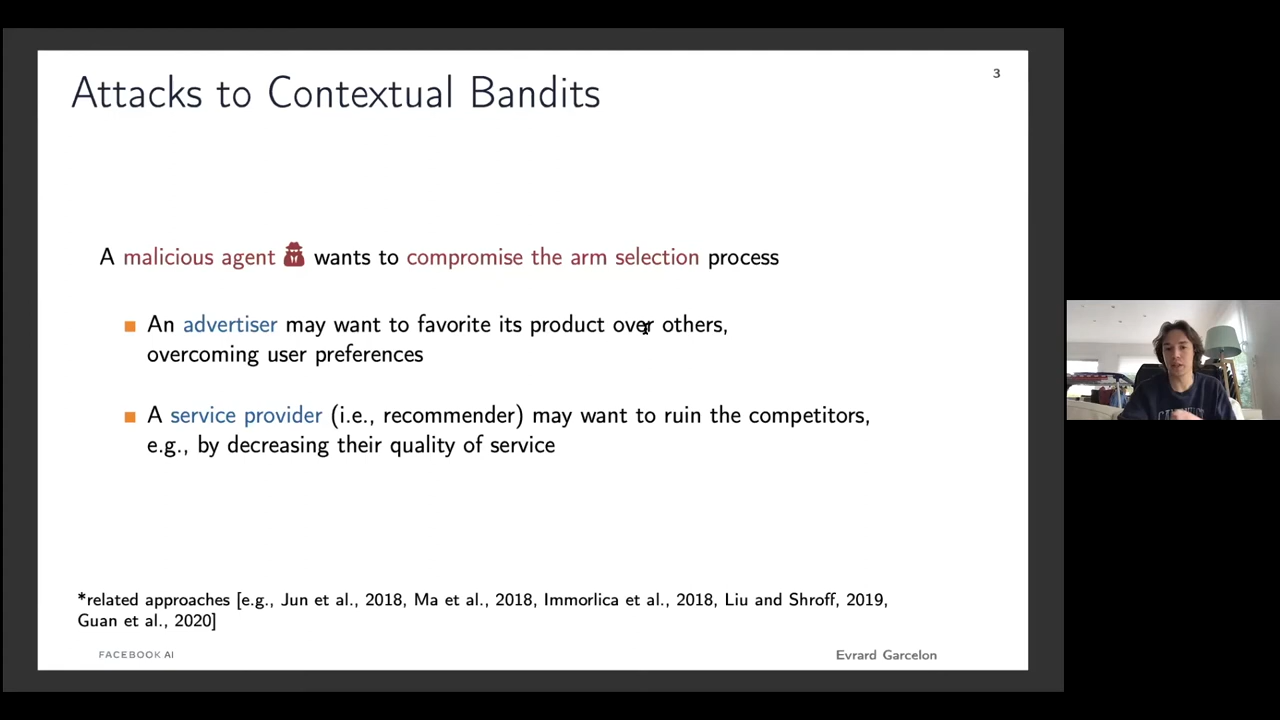 3
Attacks to Contextual Bandits
A malicious agent wants to compromise the arm selection process
An advertiser may want to favorite its product over others,
overcoming user preferences
A service provider (i.e., recommender) may want to ruin the competitors,
e.g., by decreasing their quality of service
*related approaches [e.g., Jun et al., 2018, Ma et al., 2018, Immorlica et al., 2018, Liu and Shroff, 2019,
Guan et al., 2020]
FACEBOOK AI
Evrard Garcelon